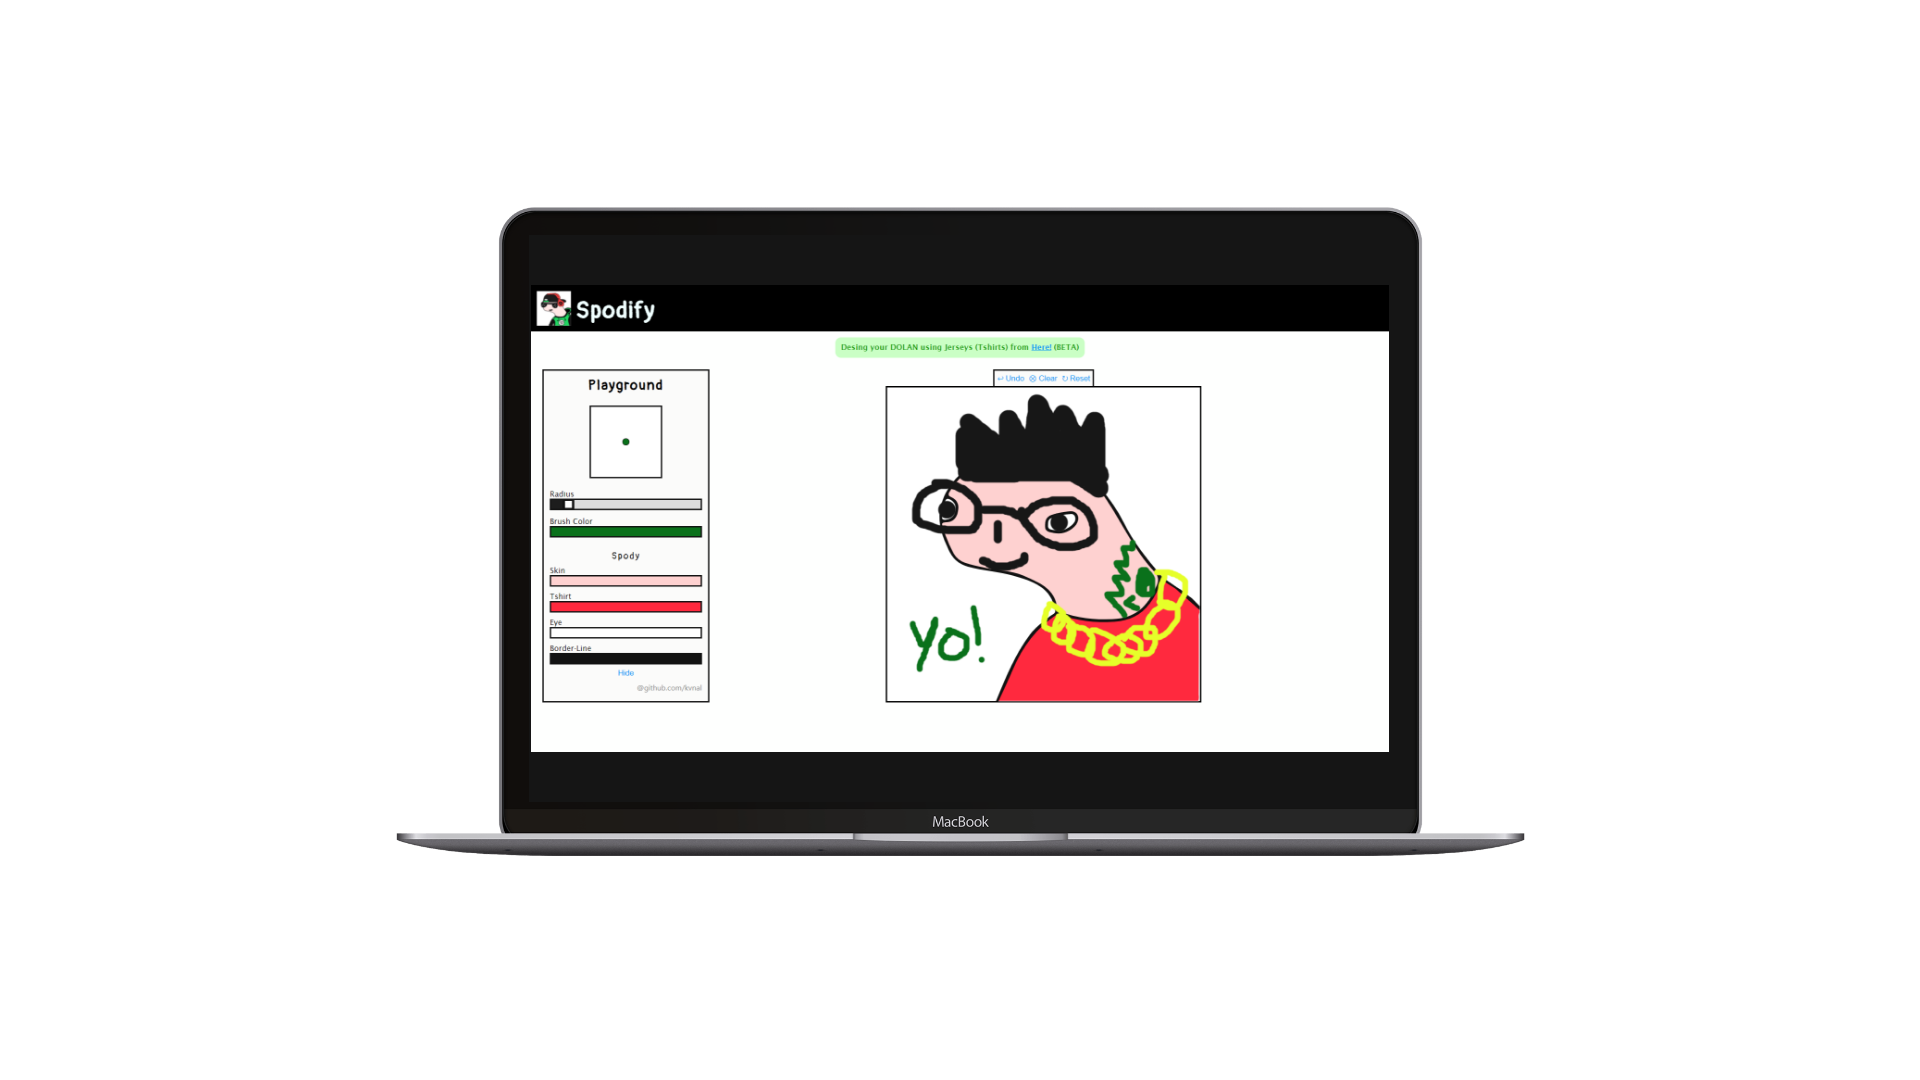 Spodify
Desing your DOLAN using Jerseys (Tshirts) from Here! (BETA)
Playground
Undo Clear Reset
Radius
Brush Color
Spody
Skin
Tshirt
Eye
Border-Line
Hide
@github.com/kvnal
Yo!
MacBook